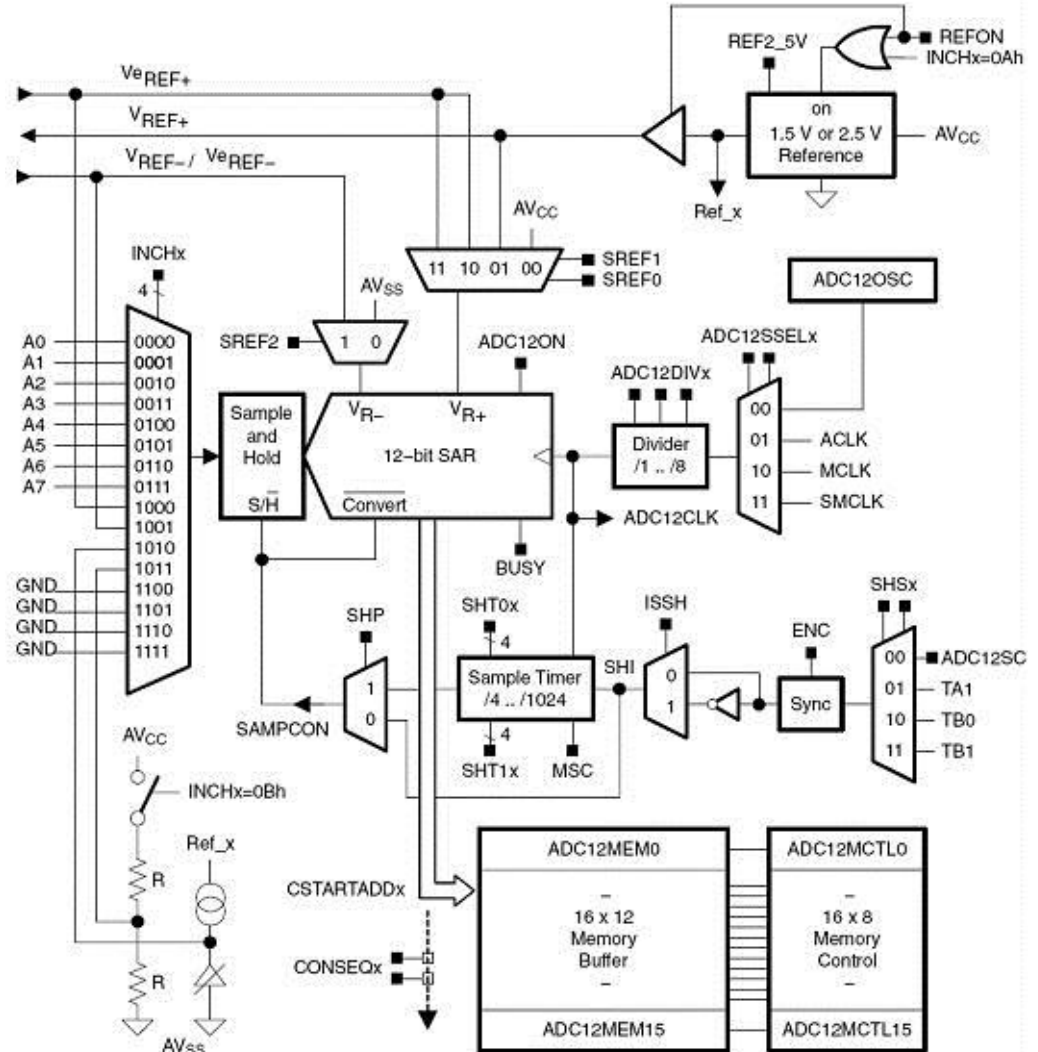 REF2_5V
REFON
INCHx=0Ah
VeREF+
VREF+
VREF− / VeREF−
on
1.5 V or 2.5 V
Reference
AVCC
Ref_x
AVCC
INCHx
4
11 10 01 00
SREF1
SREF0
ADC12OSC
AVSS
SREF2
1 0
ADC12ON
ADC12SSELx
ADC12DIVx
A0
A1
A2
A3
A4
A5
A6
A7
GND
GND
GND
GND
0000
0001
0010
0011
0100
0101
0110
0111
1000
1001
1010
1011
1100
1101
1110
1111
Sample
and
Hold
S/H
VR−
VR+
12−bit SAR
Convert
Divider
/1 .. /8
00
01
10
11
ACLK
MCLK
SMCLK
ADC12CLK
BUSY
SHP
SHT0x
4
ISSH
ENC
SHSx
1
0
SAMPCON
Sample Timer
/4 .. /1024
SHI
0
1
Sync
00
01
10
11
ADC12SC
TA1
TB0
TB1
4
SHT1x
MSC
AVCC
INCHx=0Bh
Ref_x
R
R
AVSS
CSTARTADDx
CONSEQx
ADC12MEM0
–
16 x 12
Memory
Buffer
–
ADC12MEM15
ADC12MCTL0
–
16 x 8
Memory
Control
–
ADC12MCTL15